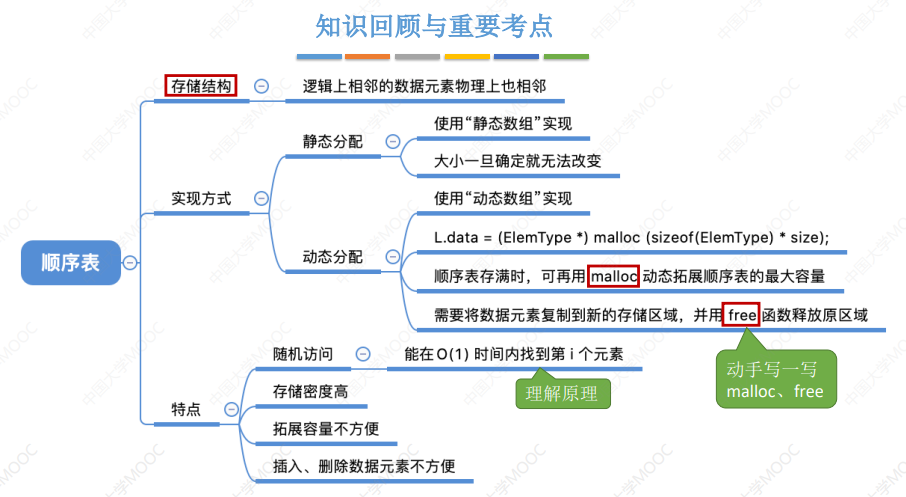 知识回顾与重要考点
存储结构
逻辑上相邻的数据元素物理上也相邻
使用“静态数组”实现
静态分配
大小一旦确定就无法改变
实现方式
使用“动态数组”实现
L.data = (ElemType *) malloc (sizeof(ElemType) * size);
动态分配
顺序表
顺序表存满时，可再用 malloc 动态拓展顺序表的最大容量
需要将数据元素复制到新的存储区域，并用 free 函数释放原区域
随机访问
能在O(1) 时间内找到第 i 个元素
动手写一写
malloc、free
理解原理
存储密度高
特点
拓展容量不方便
插入、删除数据元素不方便
中国大学MOOC